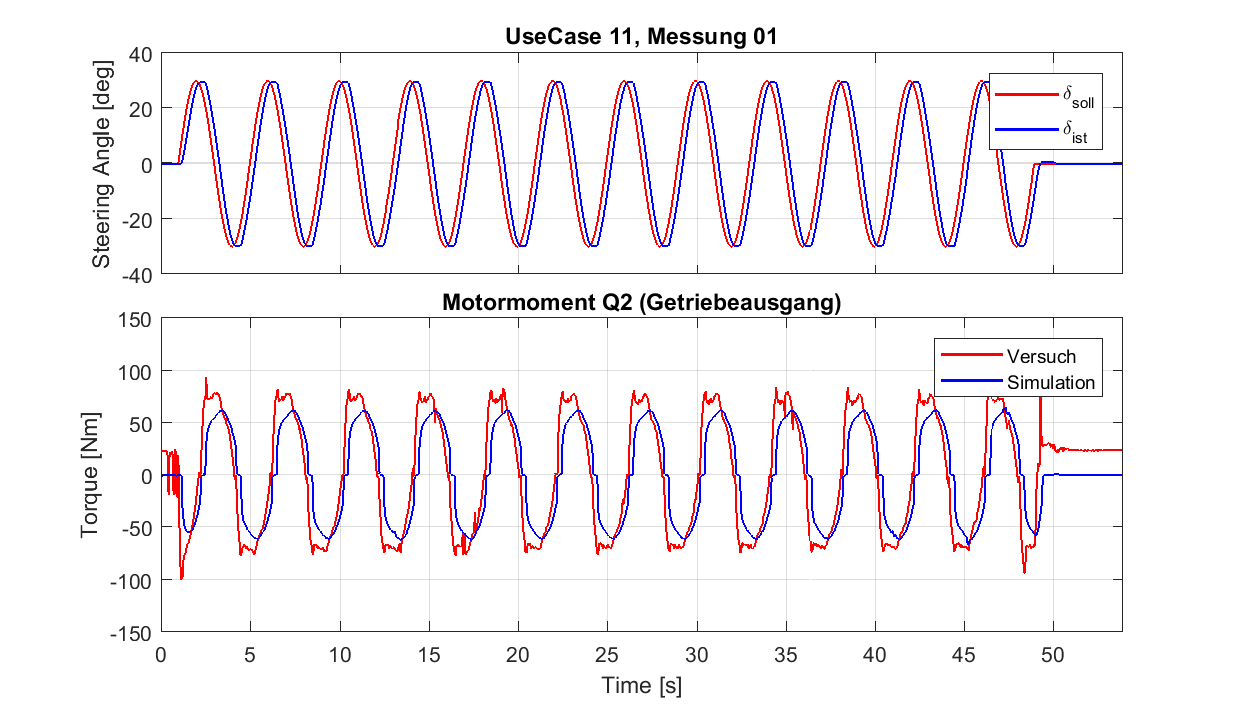 UseCase 11, Messung 01
40
20
0
-20
-40
Steering Angle [deg]
δsoll
δist
Motormoment Q2 (Getriebeausgang)
150
100
50
0
-50
-100
-150
Torque [Nm]
Versuch
Simulation
0 5 10 15 20 25 30 35 40 45 50
Time [s]